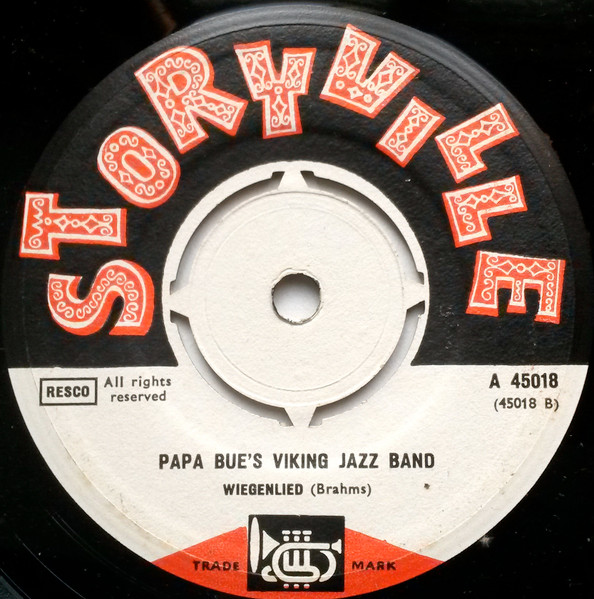 STORYVILLE
RESCO
All rights
reserved
A 45018
(45018 B)
PAPA BUE'S VIKING JAZZ BAND
WIEGENLIED (Brahms)
TRADE MARK